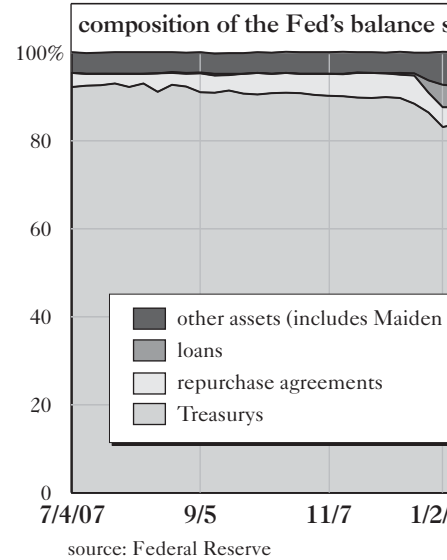 composition of the Fed's balance
100%
80
60
40
20
0
other assets (includes Maiden
loans
repurchase agreements
Treasurys
7/4/07 9/5 11/7 1/2/
source: Federal Reserve